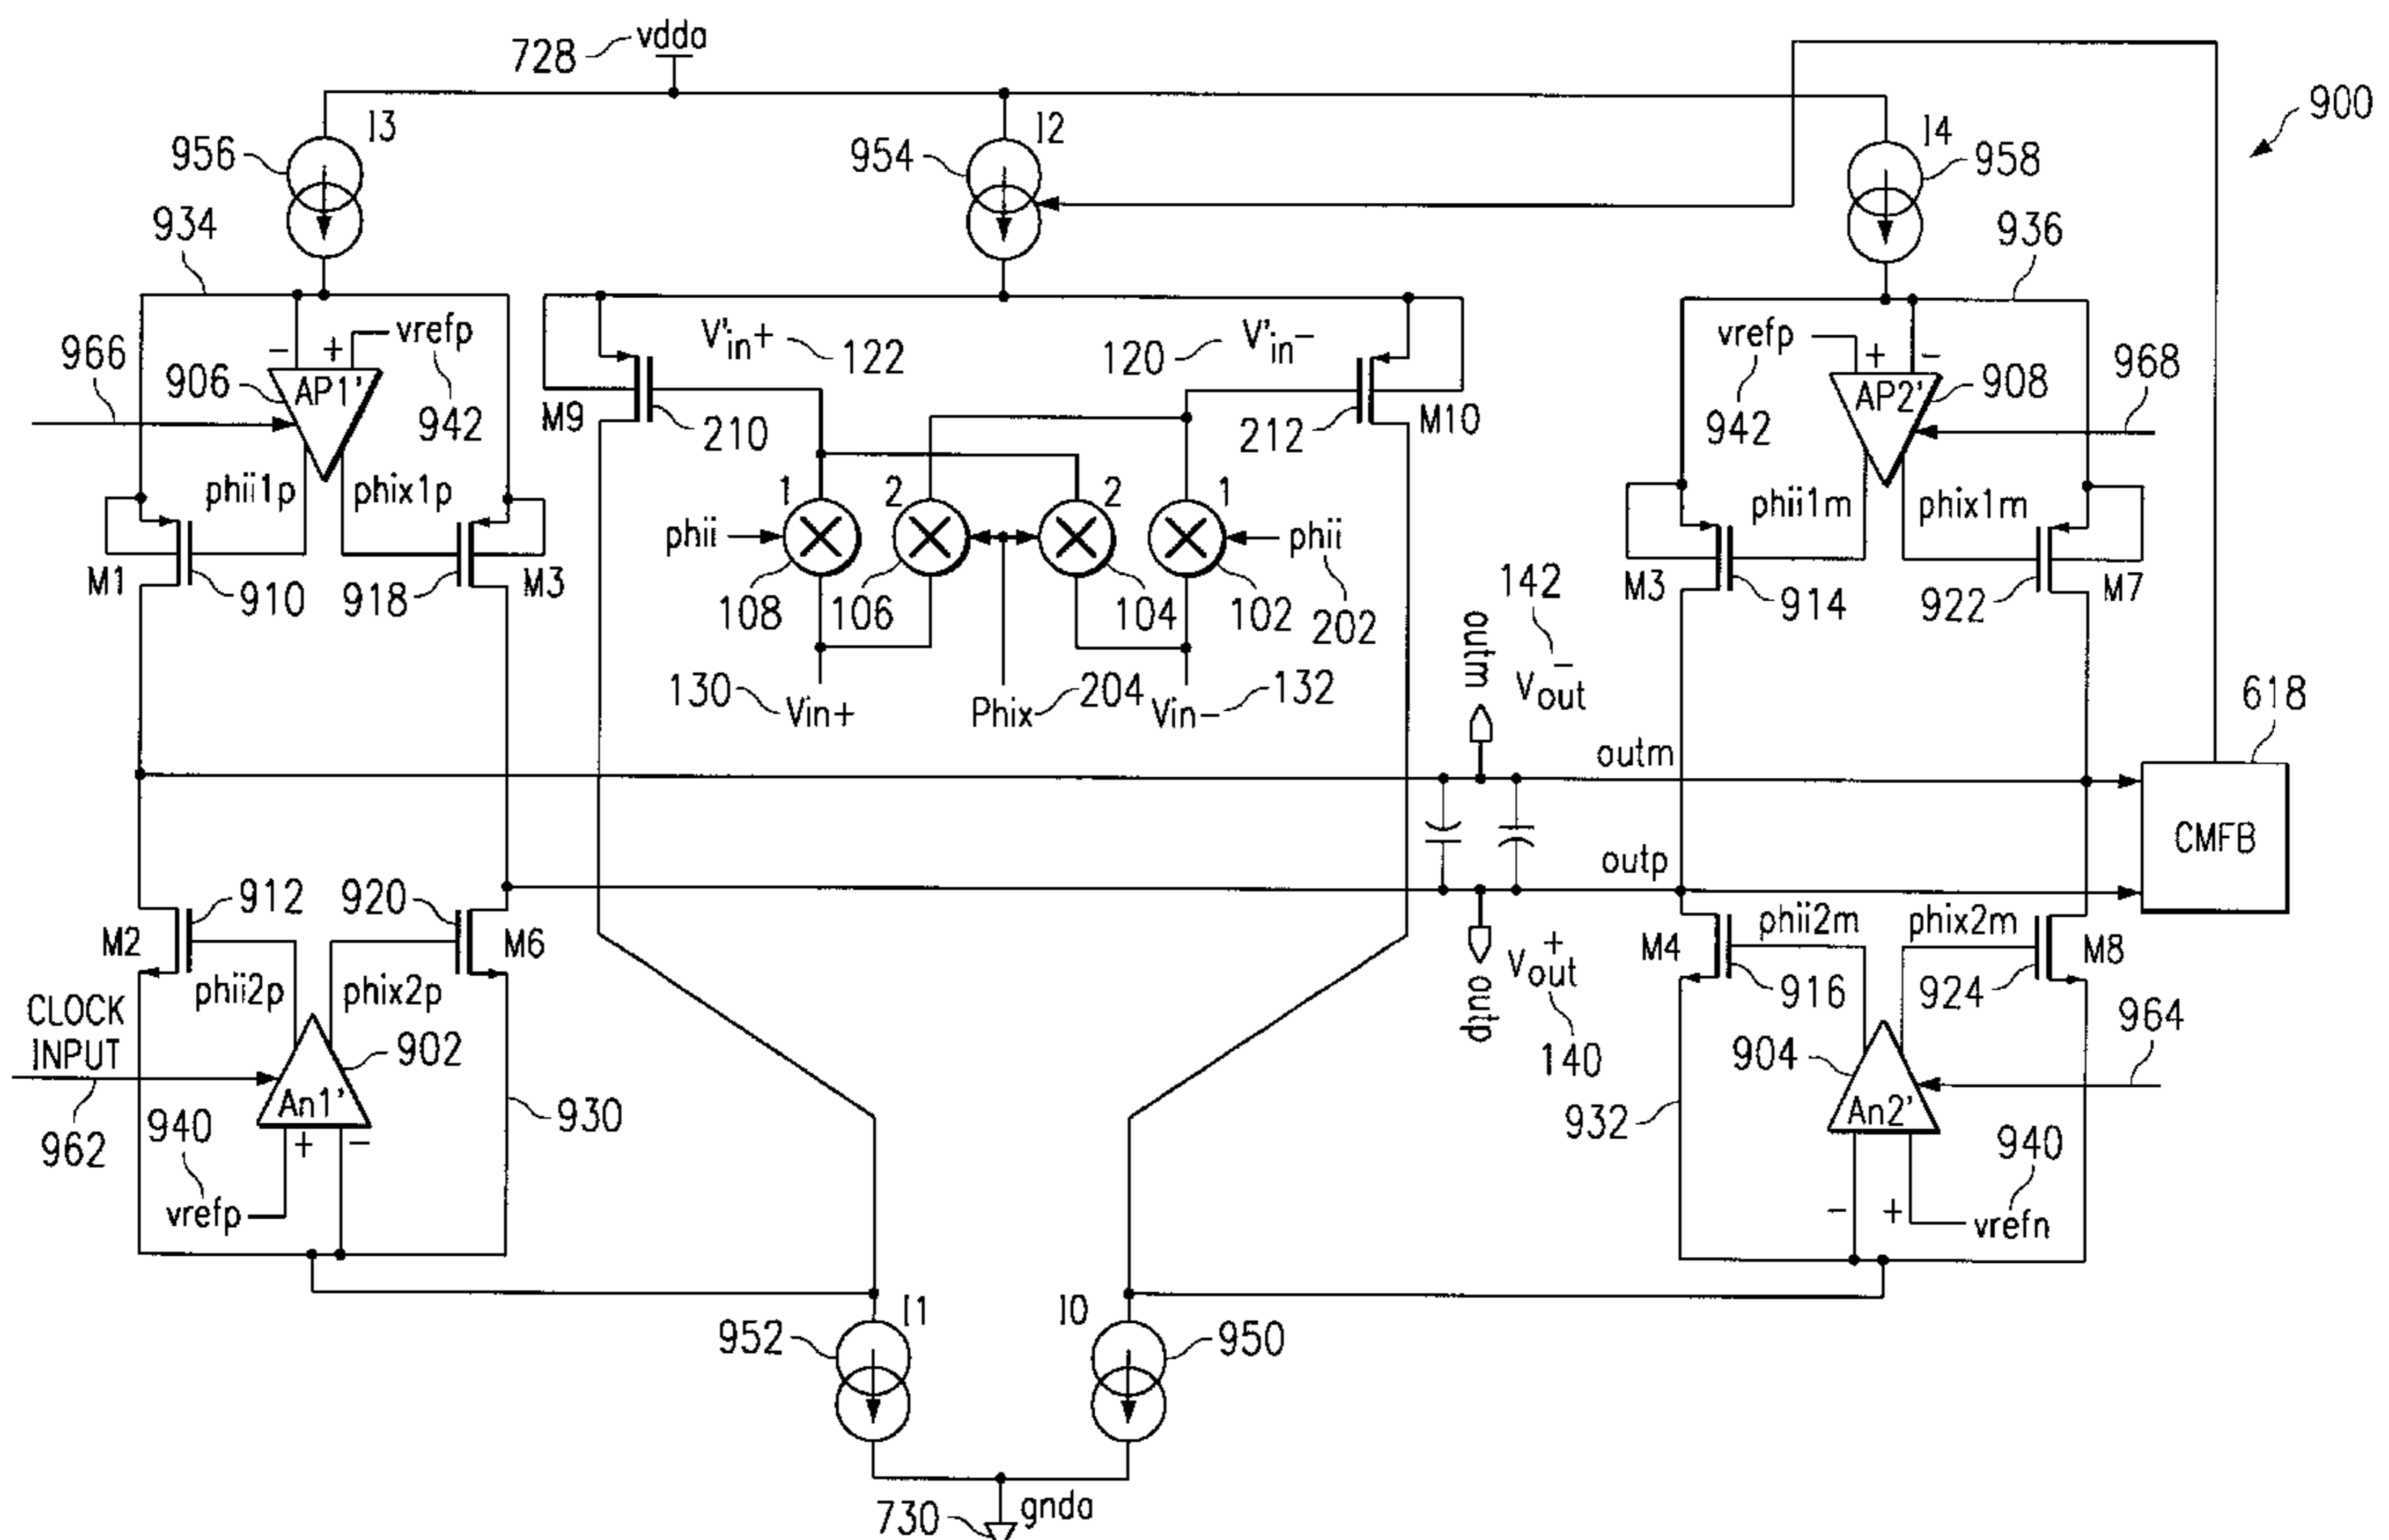 728 vdda
900
956 I3
954 I2
I4 958
934
936
966
906
- + vrefp
AP1'
942
V'in+ 122
120 V'in-
vrefp + -
AP2' 908
968
942
M9 210
212 M10
phii1p phix1p
phii1m phix1m
1 2 2 1
phii
phii
M1 910 918 M3
108 106 104 102 202
M3 914 922 M7
130 Vin+
Phix 204
Vin- 132
142
outm
Vout-
618
outm
CMFB
outp
outp
Vout+
140
912 920
M2 M6
phii2p phix2p
phii2m phix2m
M4 M8
916 924
CLOCK
INPUT
902
An1'
962
940
+ -
930
vrefp
904
An2'
964
932
940
- +
vrefn
952 I1
I0 950
730 gnda